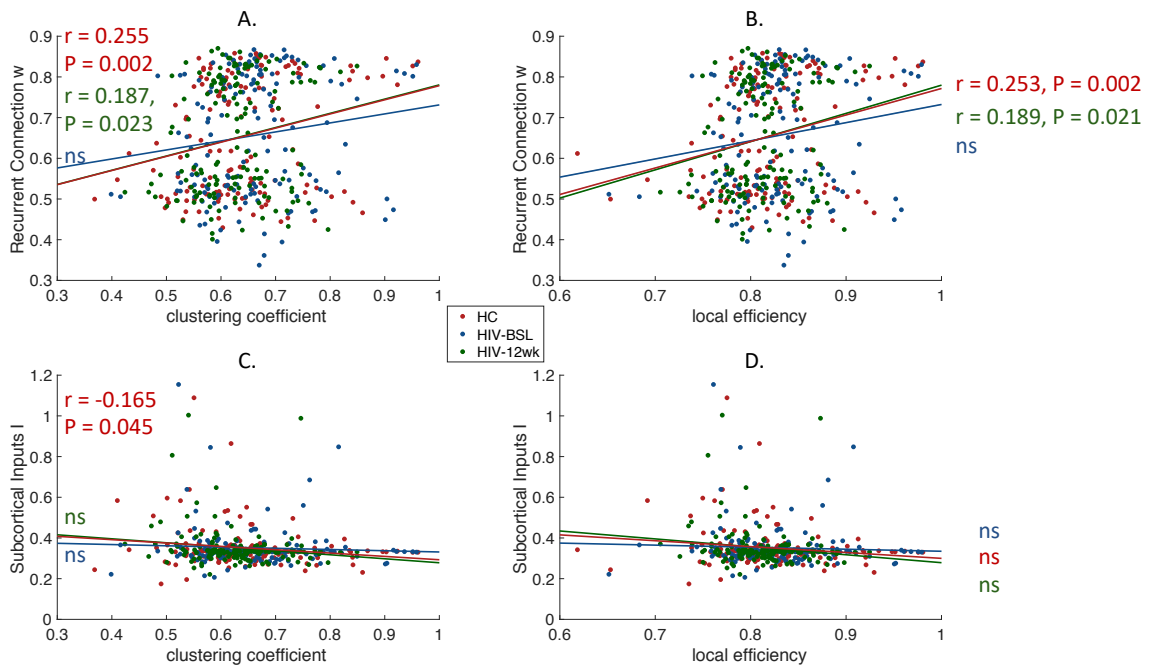 A.
r = 0.255
P = 0.002
r = 0.187,
P = 0.023
ns
Recurrent Connection w
0.9
0.8
0.7
0.6
0.5
0.4
0.3
0.3 0.4 0.5 0.6 0.7 0.8 0.9 1
clustering coefficient
B.
r = 0.253, P = 0.002
r = 0.189, P = 0.021
ns
Recurrent Connection w
0.9
0.8
0.7
0.6
0.5
0.4
0.3
0.6 0.7 0.8 0.9 1
local efficiency
HC
HIV-BSL
HIV-12wk
C.
r = -0.165
P = 0.045
ns
ns
Subcortical Inputs I
1.2
1
0.8
0.6
0.4
0.2
0
0.3 0.4 0.5 0.6 0.7 0.8 0.9 1
clustering coefficient
D.
ns
ns
ns
Subcortical Inputs I
1.2
1
0.8
0.6
0.4
0.2
0
0.6 0.7 0.8 0.9 1
local efficiency